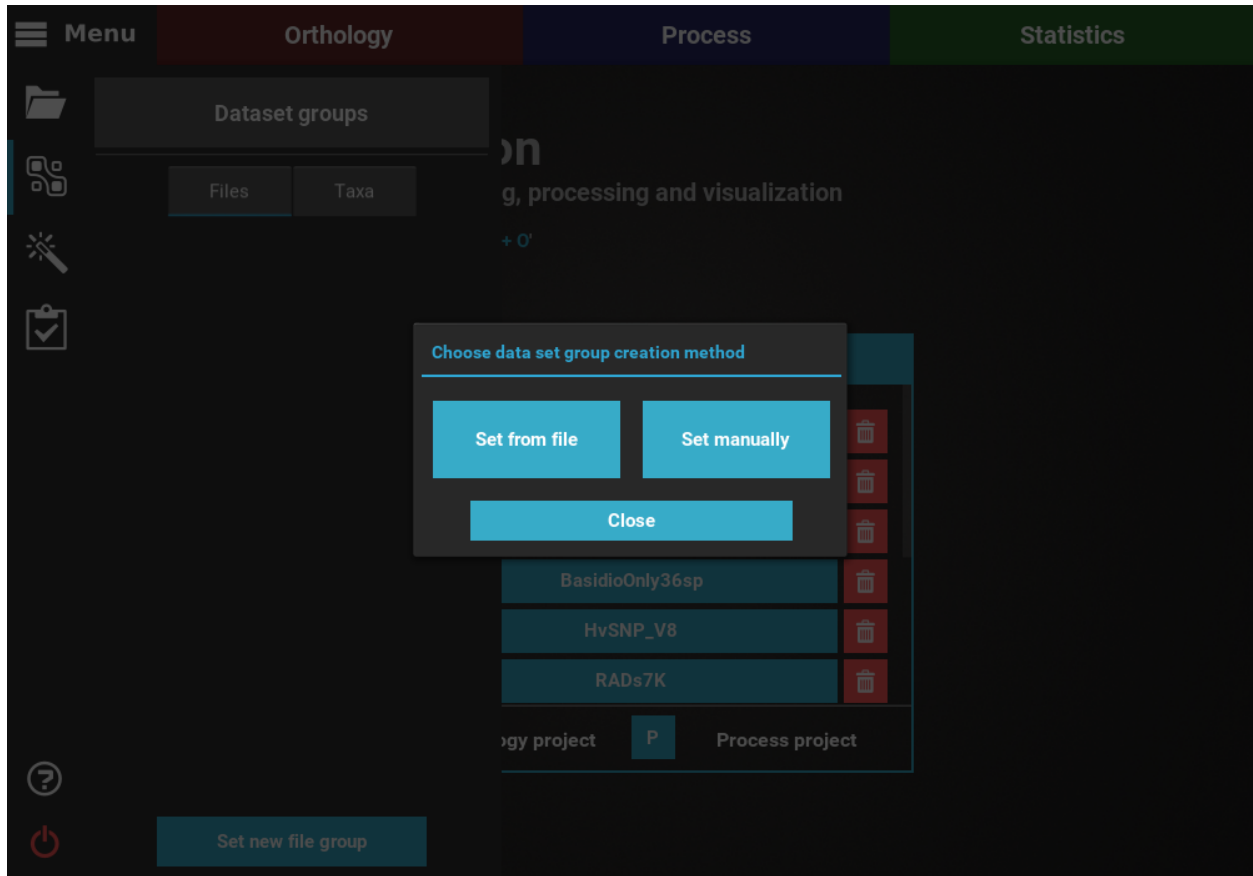 Menu
Orthology
Process
Statistics
Dataset groups
Files
Taxa
on
g, processing and visualization
+ O'
Choose data set group creation method
Set from file
Set manually
Close
BasidioOnly36sp
HvSNP_V8
RADs7K
ogy project
P
Process project
?
Set new file group